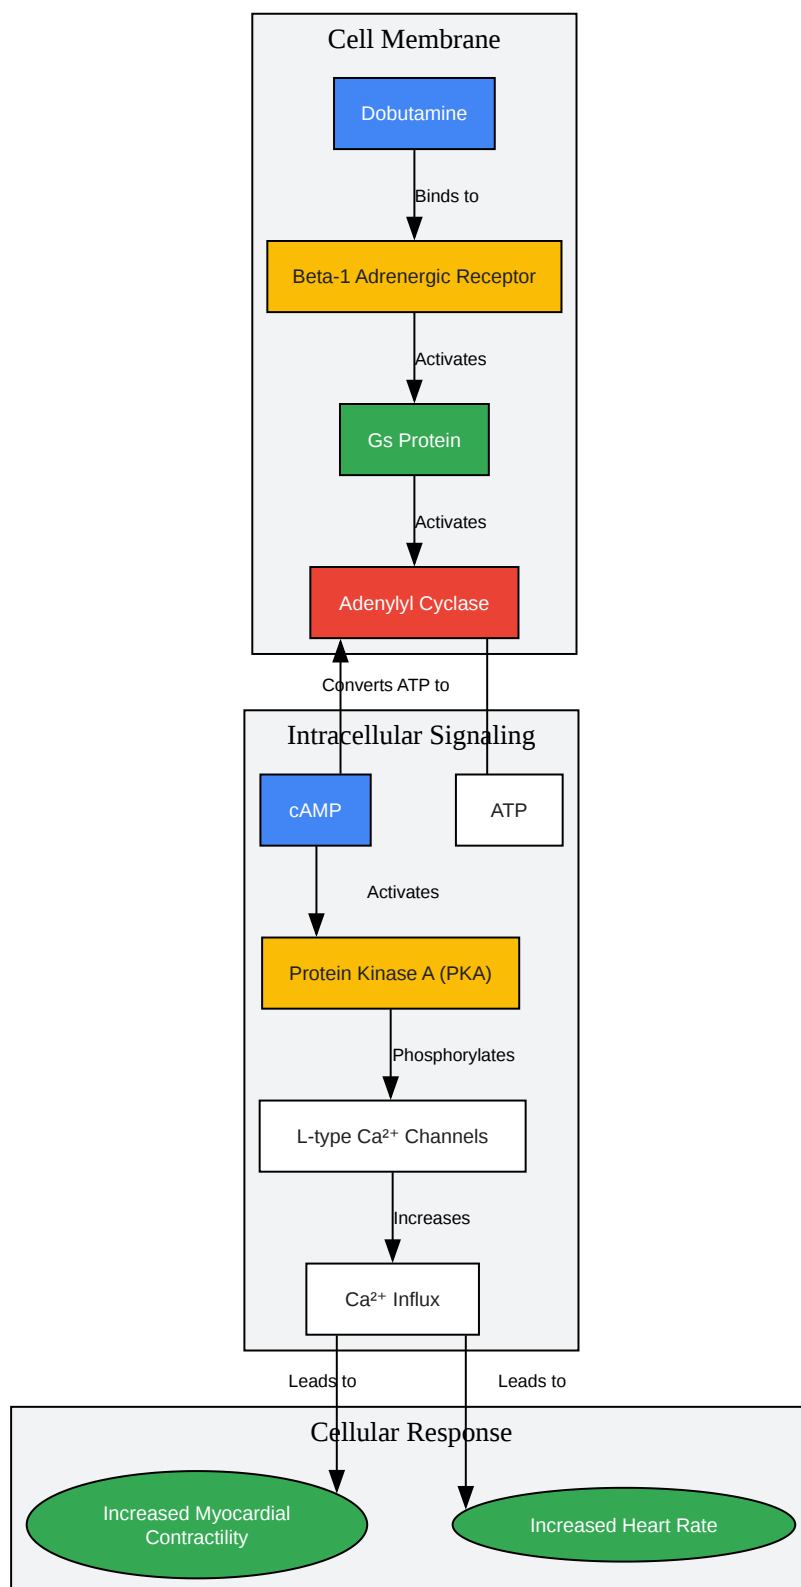 Cell Membrane
Dobutamine
Binds to
Beta-1 Adrenergic Receptor
Activates
Gs Protein
Activates
Adenylyl Cyclase
Converts ATP to
Intracellular Signaling
cAMP
ATP
Activates
Protein Kinase A (PKA)
Phosphorylates
L-type Ca²⁺ Channels
Increases
Ca²⁺ Influx
Leads to
Leads to
Cellular Response
Increased Myocardial
Contractility
Increased Heart Rate